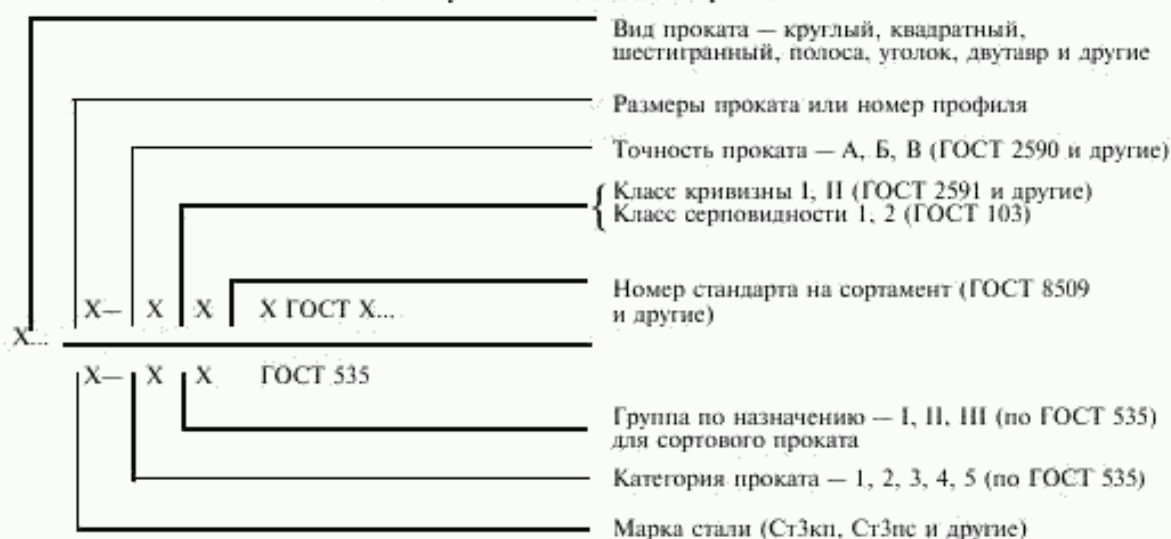 Вид проката — круглый, квадратный,
шестигранный, полоса, уголок, двутавр и другие
Размеры проката или номер профиля
Точность проката — А, Б, В (ГОСТ 2590 и другие)
Класс кривизны I, II (ГОСТ 2591 и другие)
Класс серповидности 1, 2 (ГОСТ 103)
Номер стандарта на сортамент (ГОСТ 8509
и другие)
X— X X X ГОСТ X...
X...
X— X X ГОСТ 535
Группа по назначению — I, II, III (по ГОСТ 535)
для сортового проката
Категория проката — 1, 2, 3, 4, 5 (по ГОСТ 535)
Марка стали (Ст3кп, Ст3пс и другие)